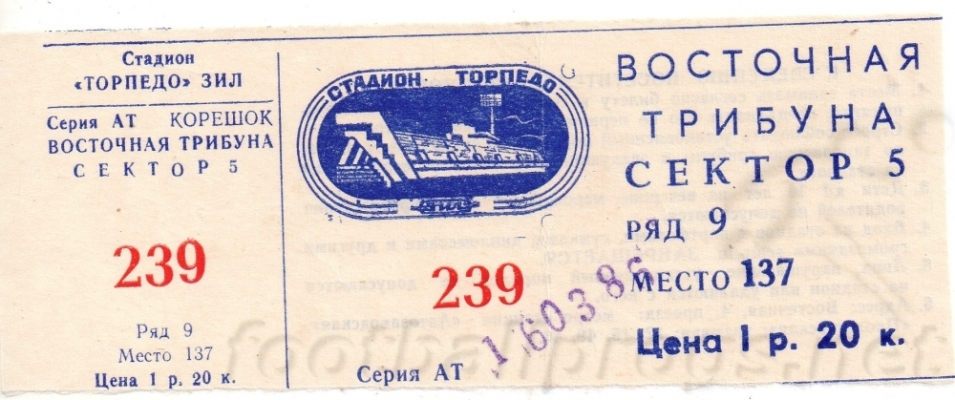 Стадион
«ТОРПЕДО» ЗИЛ
Серия АТ КОРЕШОК
ВОСТОЧНАЯ ТРИБУНА
СЕКТОР 5
239
Ряд 9
Место 137
Цена 1 р. 20 к.
СТАДИОН ТОРПЕДО
ЗИЛ
239
160386
Серия АТ
ВОСТОЧНАЯ
ТРИБУНА
СЕКТОР 5
РЯД 9
МЕСТО 137
Цена 1 р. 20 к.